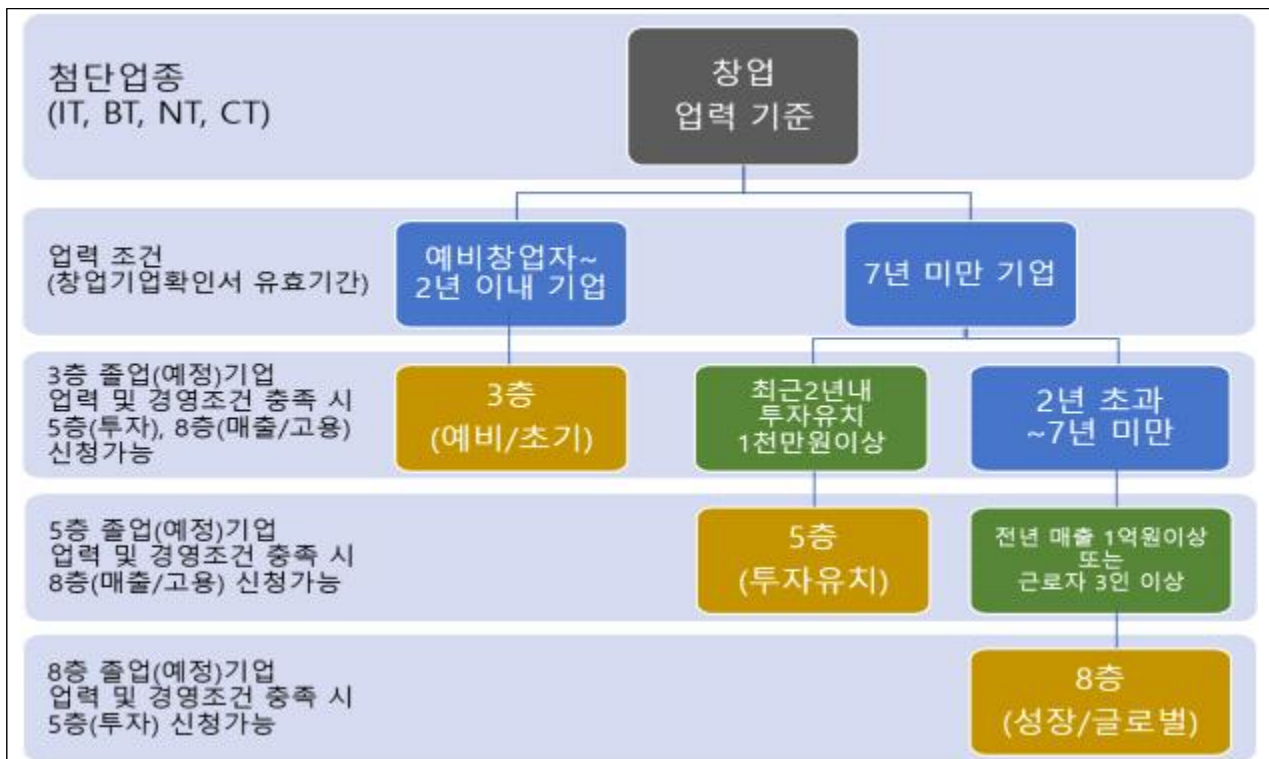 첨단업종
(IT, BT, NT, CT)
창업
업력 기준
업력 조건
(창업기업확인서 유효기간)
예비창업자~
2년 이내 기업
7년 미만 기업
3층 졸업(예정)기업
업력 및 경영조건 충족 시
5층(투자), 8층(매출/고용)
신청가능
3층
(예비/초기)
최근2년내
투자유치
1천만원이상
2년 초과
~7년 미만
5층 졸업(예정)기업
업력 및 경영조건 충족 시
8층(매출/고용) 신청가능
5층
(투자유치)
전년 매출 1억원이상
또는
근로자 3인 이상
8층 졸업(예정)기업
업력 및 경영조건 충족 시
5층(투자) 신청가능
8층
(성장/글로벌)